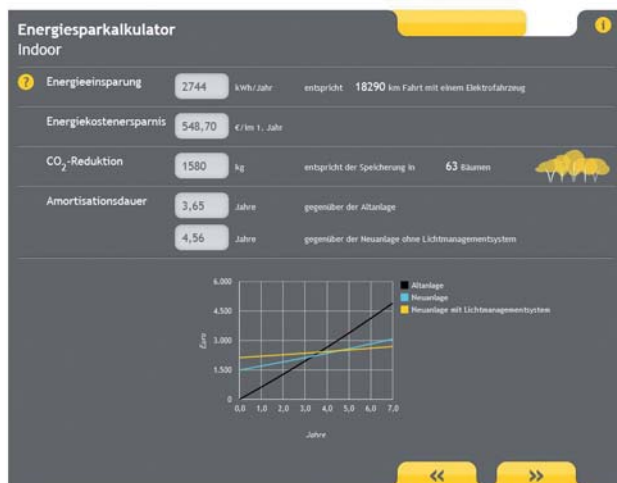 Energiesparkalkulator
Indoor
i
? Energieeinsparung 2744 kWh/Jahr entspricht 18290 km Fahrt mit einem Elektrofahrzeug
Energiekostenersparnis 548,70 €/im 1. Jahr
CO2-Reduktion 1580 kg entspricht der Speicherung in 63 Bäumen
Amortisationsdauer 3,65 Jahre gegenüber der Altanlage
4,56 Jahre gegenüber der Neuanlage ohne Lichtmanagementsystem
Euro
6.000
4.500
3.000
1.500
0
0,0 1,0 2,0 3,0 4,0 5,0 6,0 7,0
Jahre
Altanlage
Neuanlage
Neuanlage mit Lichtmanagementsystem
« »